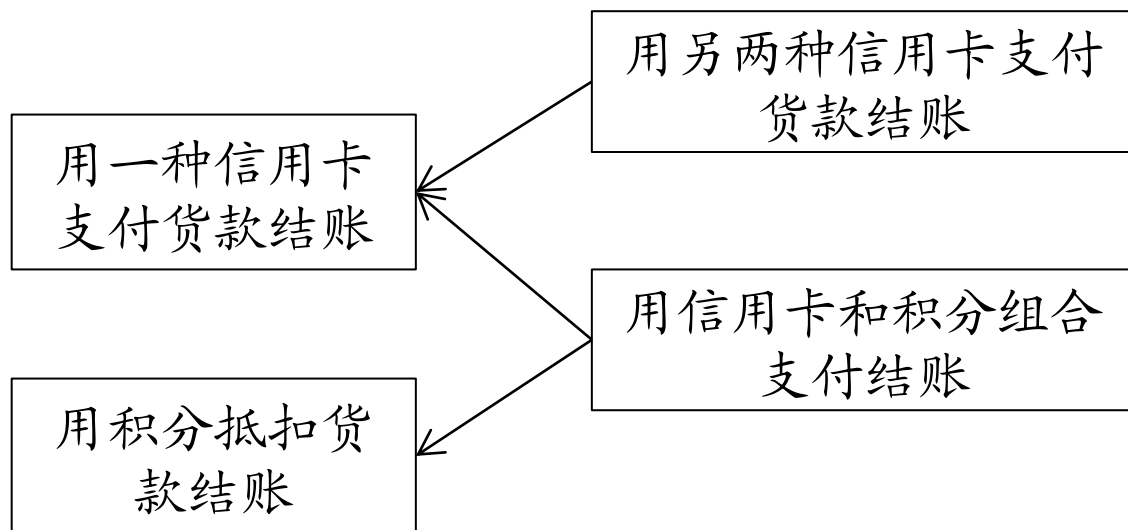 用另两种信用卡支付
货款结账
用一种信用卡
支付货款结账
用信用卡和积分组合
支付结账
用积分抵扣货
款结账